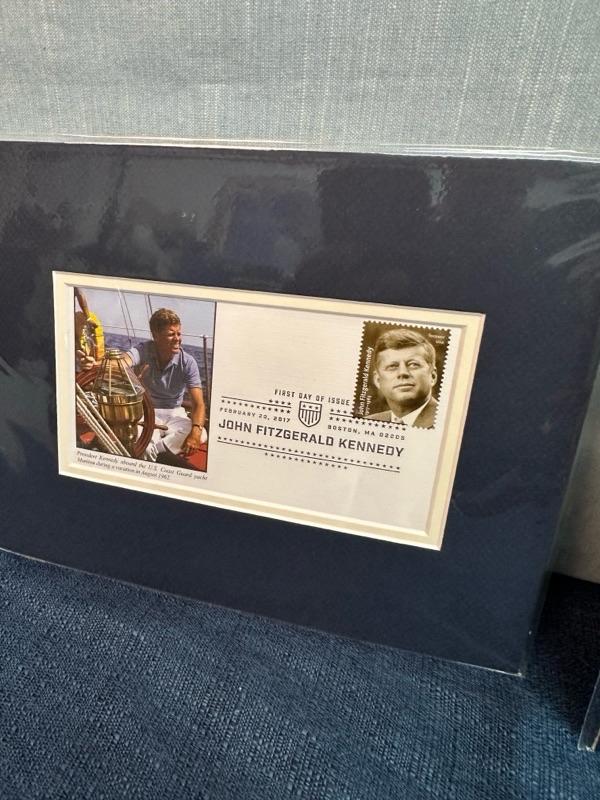 FIRST DAY OF ISSUE
FEBRUARY 20, 2017
BOSTON, MA 02205
JOHN FITZGERALD KENNEDY
John Fitzgerald Kennedy
President Kennedy aboard the U.S. Coast Guard yacht
Manitou during a vacation in August 1962.